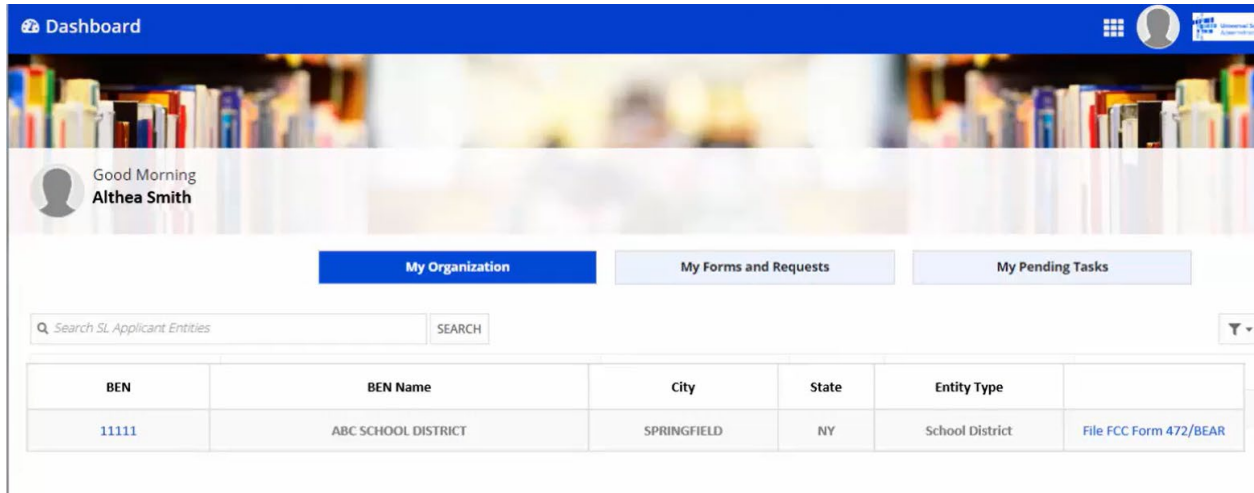 Dashboard
Good Morning
Althea Smith
My Organization My Forms and Requests My Pending Tasks
Search SL Applicant Entities SEARCH
BEN BEN Name City State Entity Type
11111 ABC SCHOOL DISTRICT SPRINGFIELD NY School District File FCC Form 472/BEAR